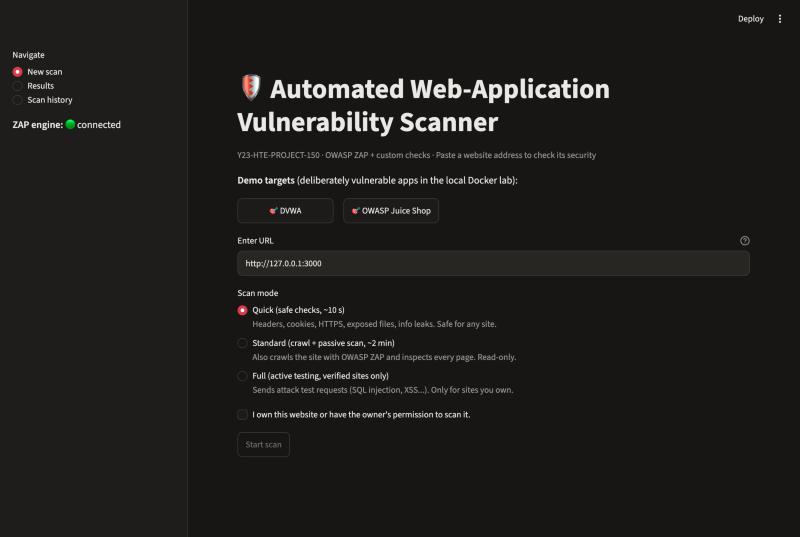 Deploy
Navigate
New scan
Results
Scan history
ZAP engine: connected
Automated Web-Application
Vulnerability Scanner
Y23-HTE-PROJECT-150 · OWASP ZAP + custom checks · Paste a website address to check its security
Demo targets (deliberately vulnerable apps in the local Docker lab):
DVWA
OWASP Juice Shop
Enter URL
http://127.0.0.1:3000
Scan mode
Quick (safe checks, ~10 s)
Headers, cookies, HTTPS, exposed files, info leaks. Safe for any site.
Standard (crawl + passive scan, ~2 min)
Also crawls the site with OWASP ZAP and inspects every page. Read-only.
Full (active testing, verified sites only)
Sends attack test requests (SQL injection, XSS...). Only for sites you own.
I own this website or have the owner's permission to scan it.
Start scan